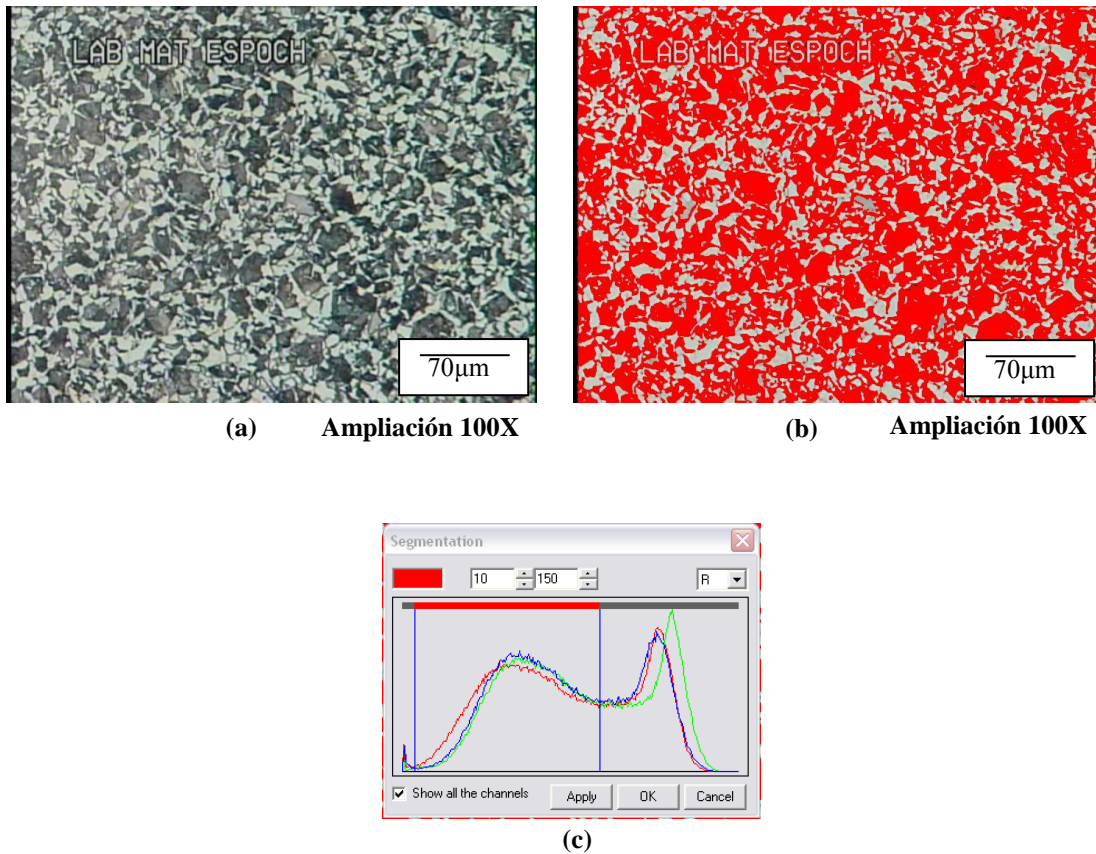 LAB MAT ESPOCH
LAB MAT ESPOCH
70µm
70µm
(a) Ampliación 100X
(b) Ampliación 100X
Segmentation
10 150 R
Show all the channels Apply OK Cancel
(c)